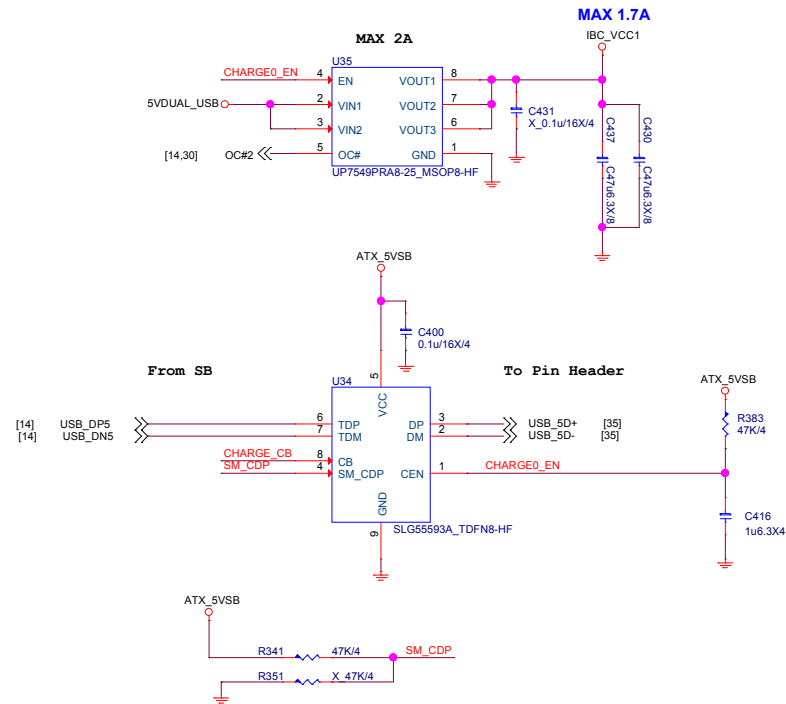 MAX 1.7A
IBC_VCC1
MAX 2A
U35
CHARGE0_EN
4 EN VOUT1 8
5VDUAL_USB 2 VIN1 VOUT2 7
3 VIN2 VOUT3 6
[14,30] OC#2 5 OC# GND 1
UP7549PRA8-25_MSOP8-HF
C431
X_0.1u/16X/4
C437
C47u6.3X/8
C430
C47u6.3X/8
ATX_5VSB
C400
0.1u/16X/4
From SB
To Pin Header
U34
5
VCC
[14] USB_DP5 6 TDP DP 3 USB_5D+ [35]
[14] USB_DN5 7 TDM DM 2 USB_5D- [35]
CHARGE_CB 8 CB
SM_CDP 4 SM_CDP CEN 1 CHARGE0_EN
GND
9
SLG55593A_TDFN8-HF
ATX_5VSB
R383
47K/4
C416
1u6.3X4
ATX_5VSB
R341 47K/4 SM_CDP
R351 X_47K/4